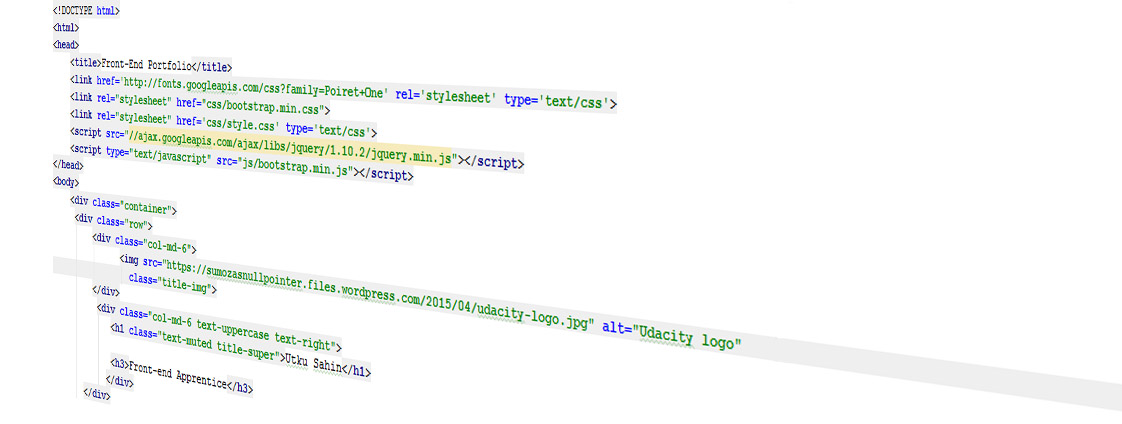 <!DOCTYPE html>
<html>
<head>
<title>Front-End Portfolio</title>
<link href='http://fonts.googleapis.com/css?family=Poiret+One' rel='stylesheet' type='text/css'>
<link rel="stylesheet" href="css/bootstrap.min.css">
<link rel="stylesheet" href='css/style.css' type='text/css'>
<script src="//ajax.googleapis.com/ajax/libs/jquery/1.10.2/jquery.min.js"></script>
<script type="text/javascript" src="js/bootstrap.min.js"></script>
</head>
<body>
<div class="container">
<div class="row">
<div class="col-md-6">
<img src="https://sumozasnullpointer.files.wordpress.com/2015/04/udacity-logo.jpg" alt="Udacity logo"
class="title-img">
</div>
<div class="col-md-6 text-uppercase text-right">
<h1 class="text-muted title-super">Utku Sahin</h1>
<h3>Front-end Apprentice</h3>
</div>
</div>